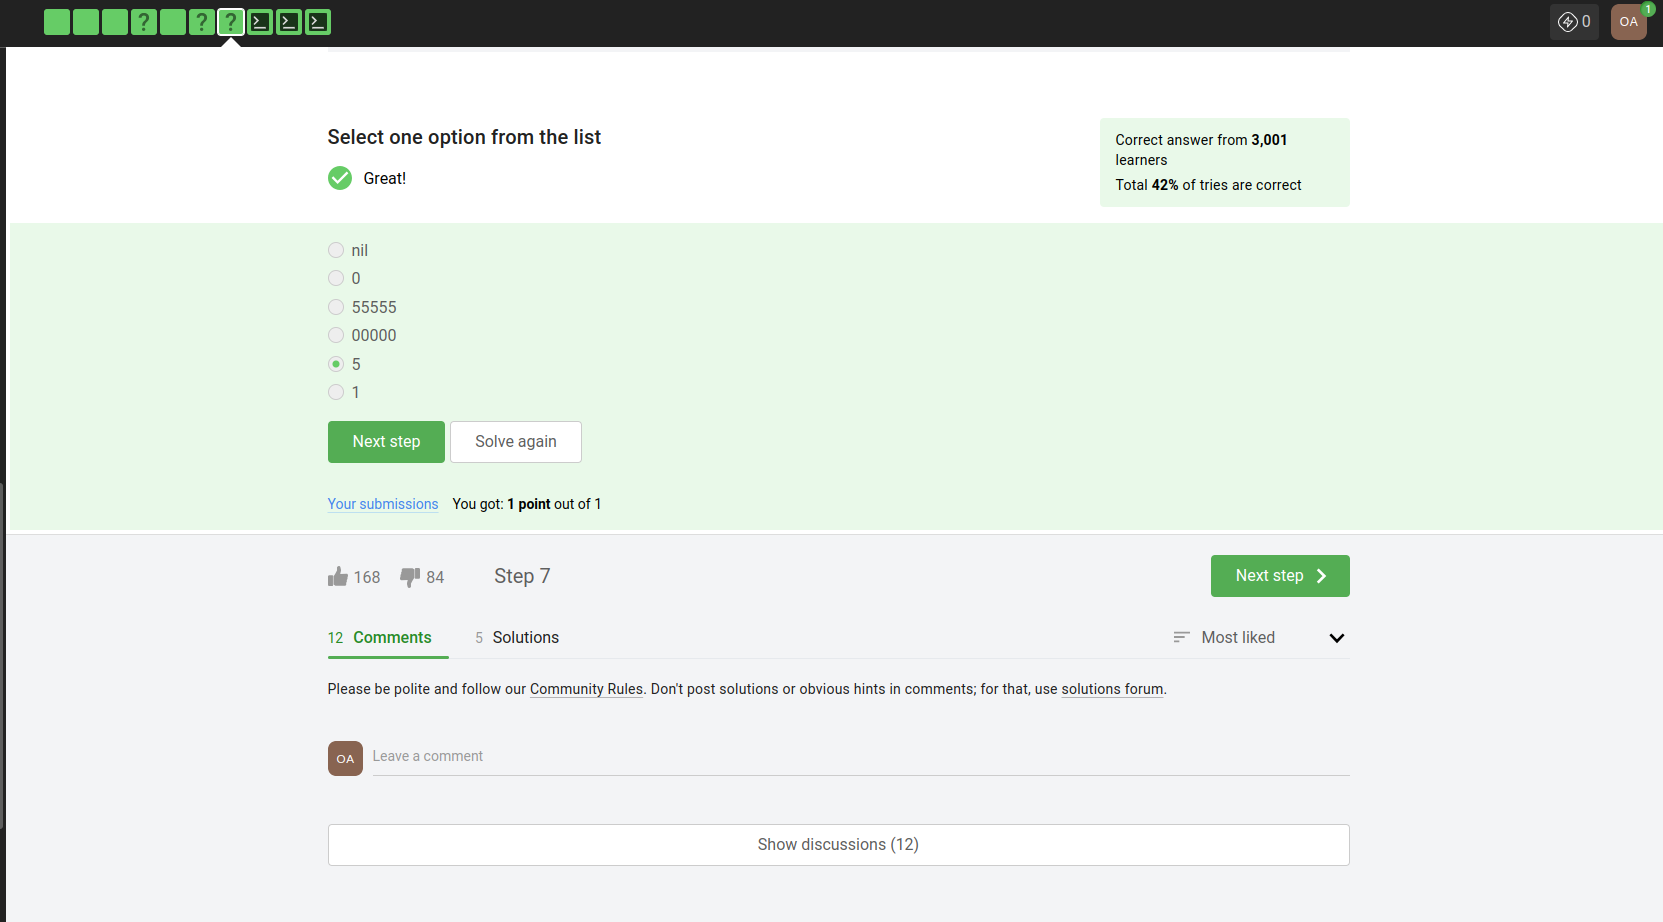 ? ? ?
0
OA
1
Select one option from the list
Great!
Correct answer from 3,001
learners
Total 42% of tries are correct
nil
0
55555
00000
5
1
Next step
Solve again
Your submissions You got: 1 point out of 1
168
84
Step 7
Next step
12 Comments
5 Solutions
Most liked
Please be polite and follow our Community Rules. Don't post solutions or obvious hints in comments; for that, use solutions forum.
OA
Leave a comment
Show discussions (12)